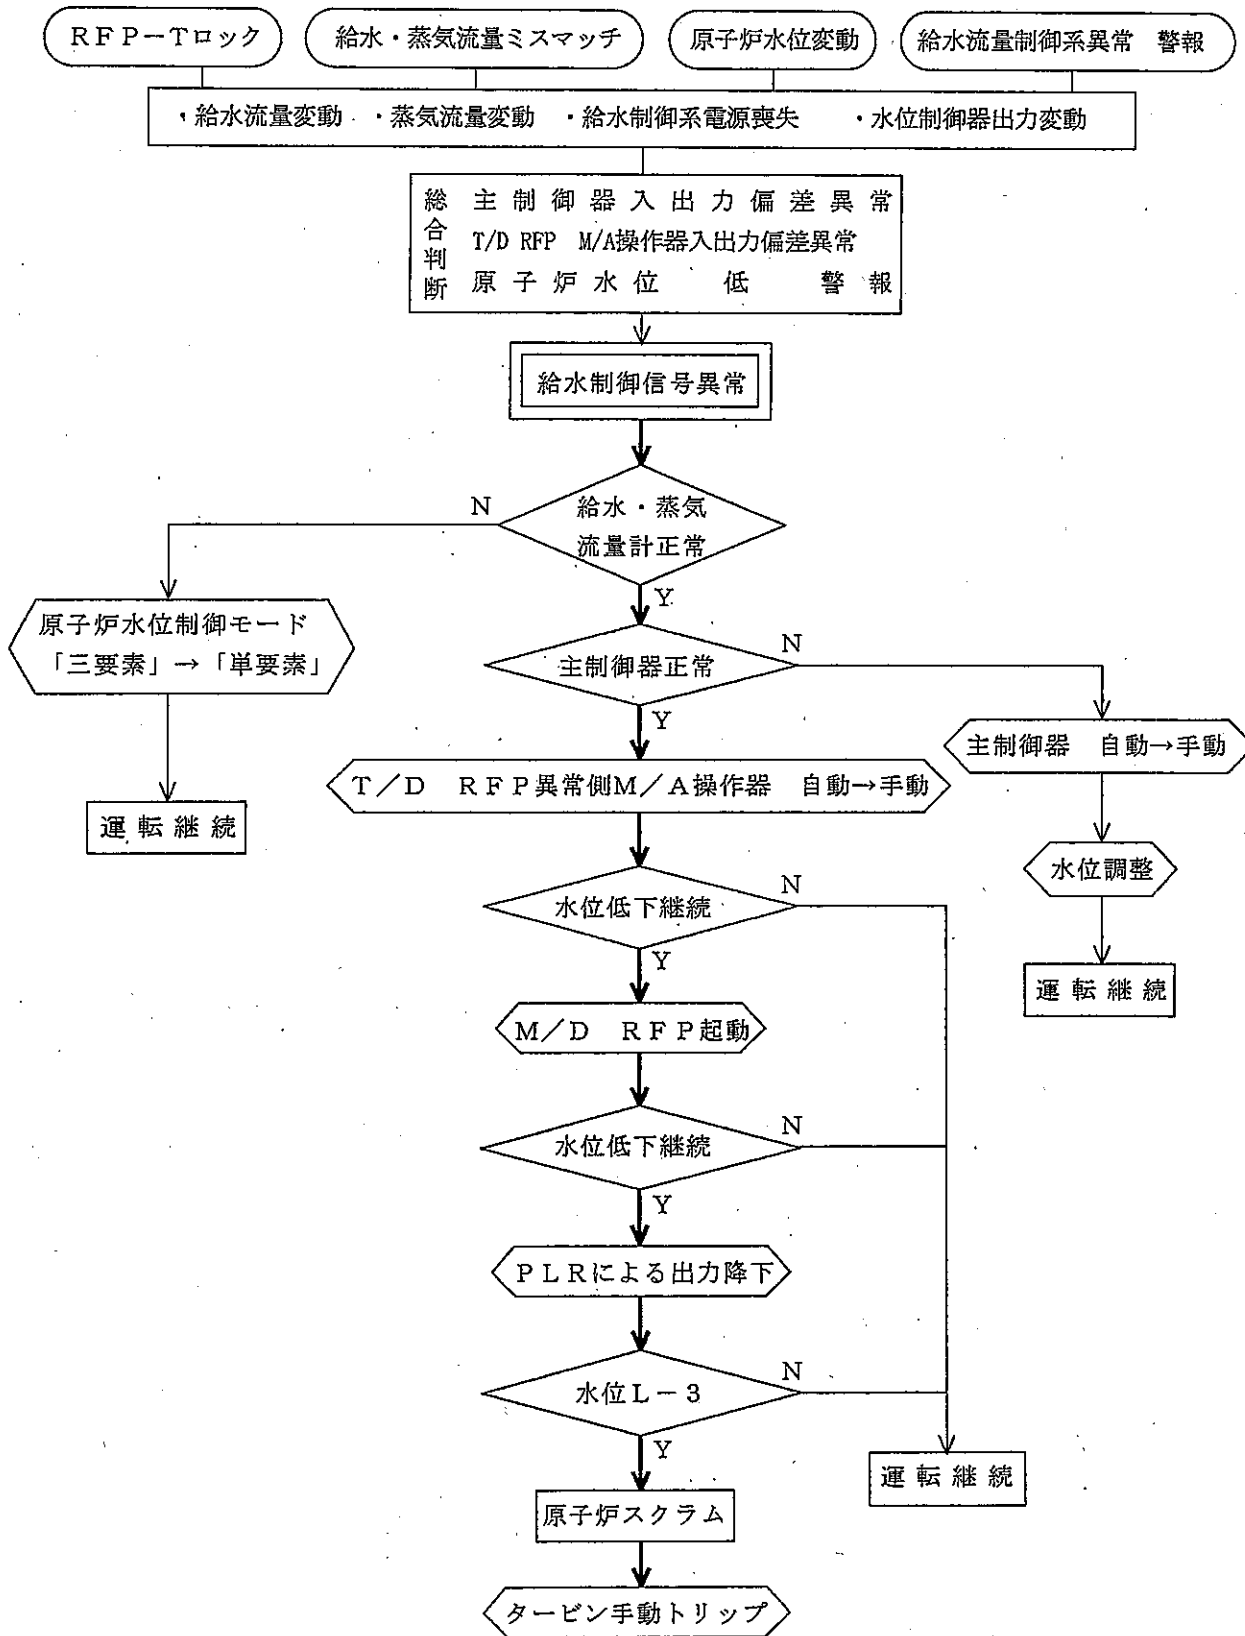 RFP-Tロック
給水・蒸気流量ミスマッチ
原子炉水位変動
給水流量制御系異常 警報
・給水流量変動 ・蒸気流量変動 ・給水制御系電源喪失 ・水位制御器出力変動
総合判断
主制御器入出力偏差異常
T/D RFP M/A操作器入出力偏差異常
原子炉水位 低 警報
給水制御信号異常
給水・蒸気
流量計正常
N
Y
原子炉水位制御モード
「三要素」→「単要素」
運転継続
主制御器正常
N
Y
主制御器 自動→手動
水位調整
運転継続
T/D RFP異常側M/A操作器 自動→手動
水位低下継続
N
Y
M/D RFP起動
水位低下継続
N
Y
PLRによる出力降下
水位L-3
N
Y
運転継続
原子炉スクラム
タービン手動トリップ